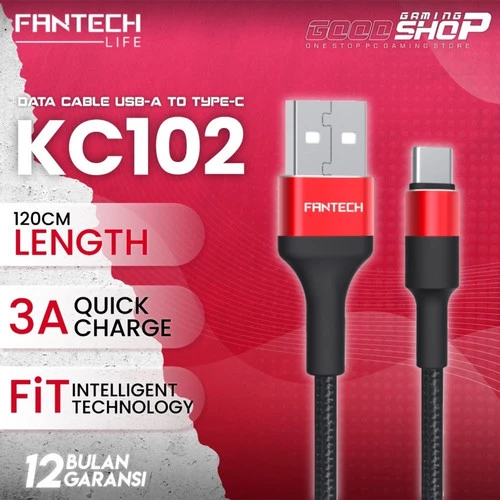 FANTECH
LIFE
GAMING
GOOD SHOP
ONE STOP PC GAMING STORE
DATA CABLE USB-A TO TYPE-C
KC102
120CM
LENGTH
3A QUICK
CHARGE
FiT INTELLIGENT
TECHNOLOGY
12 BULAN
GARANSI
FANTECH